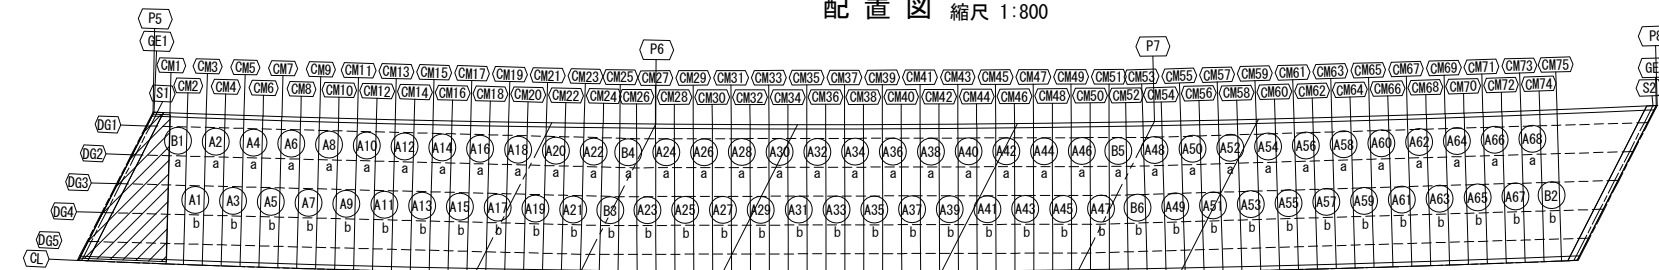 配置図 縮尺 1:800
P5 P6 P7 P8
GE1 GE
CM1 CM3 CM5 CM7 CM9 CM11 CM13 CM15 CM17 CM19 CM21 CM23 CM25 CM27 CM29 CM31 CM33 CM35 CM37 CM39 CM41 CM43 CM45 CM47 CM49 CM51 CM53 CM55 CM57 CM59 CM61 CM63 CM65 CM67 CM69 CM71 CM73 CM75
S1 CM2 CM4 CM6 CM8 CM10 CM12 CM14 CM16 CM18 CM20 CM22 CM24 CM26 CM28 CM30 CM32 CM34 CM36 CM38 CM40 CM42 CM44 CM46 CM48 CM50 CM52 CM54 CM56 CM58 CM60 CM62 CM64 CM66 CM68 CM70 CM72 CM74 S2
DG1
B1 A2 A4 A6 A8 A10 A12 A14 A16 A18 A20 A22 B4 A24 A26 A28 A30 A32 A34 A36 A38 A40 A42 A44 A46 B5 A48 A50 A52 A54 A56 A58 A60 A62 A64 A66 A68
DG2
a a a a a a a a a a a a a a a a a a a a a a a a a a a a a a a a a a a a a
DG3
A1 A3 A5 A7 A9 A11 A13 A15 A17 A19 A21 B3 A23 A25 A27 A29 A31 A33 A35 A37 A39 A41 A43 A45 A47 B6 A49 A51 A53 A55 A57 A59 A61 A63 A65 A67 B2
DG4
b b b b b b b b b b b b b b b b b b b b b b b b b b b b b b b b b b b b b
DG5
CL